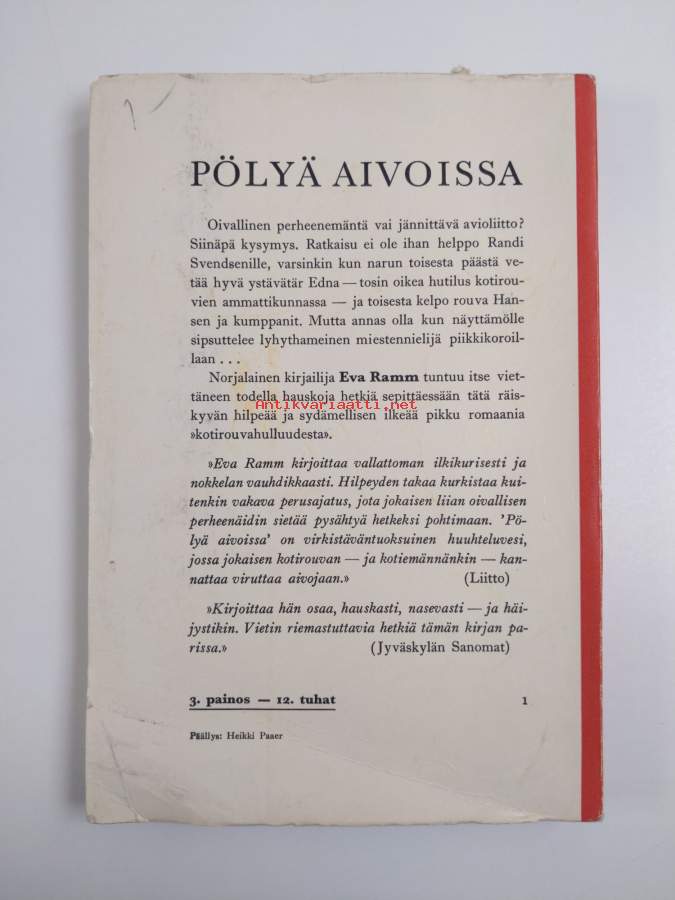 PÖLYÄ AIVOISSA
Oivallinen perheenemäntä vai jännittävä avioliitto?
Siinäpä kysymys. Ratkaisu ei ole ihan helppo Randi
Svendsenille, varsinkin kun narun toisesta päästä ve-
tää hyvä ystävätär Edna — tosin oikea hutilus kotirou-
vien ammattikunnassa — ja toisesta kelpo rouva Han-
sen ja kumppanit. Mutta annas olla kun näyttämölle
sipsuttelee lyhythameinen miestennielijä piikkikoroil-
laan . . .
Norjalainen kirjailija Eva Ramm tuntuu itse viet-
täneen todella hauskoja hetkiä sepittäessään tätä räis-
Antikvariaatti.net
kyvän hilpeää ja sydämellisen ilkeää pikku romaania
»kotirouvahulluudesta».
»Eva Ramm kirjoittaa vallattoman ilkikurisesti ja
nokkelan vauhdikkaasti. Hilpeyden takaa kurkistaa kui-
tenkin vakava perusajatus, jota jokaisen liian oivallisen
perheenäidin sietää pysähtyä hetkeksi pohtimaan. 'Pö-
lyä aivoissa' on virkistäväntuoksuinen huuhteluvesi,
jossa jokaisen kotirouvan — ja kotiemännänkin — kan-
nattaa viruttaa aivojaan.» (Liitto)
»Kirjoittaa hän osaa, hauskasti, nasevasti — ja häi-
jystikin. Vietin riemastuttavia hetkiä tämän kirjan pa-
rissa.» (Jyväskylän Sanomat)
3. painos — 12. tuhat 1
Päällys: Heikki Paaer